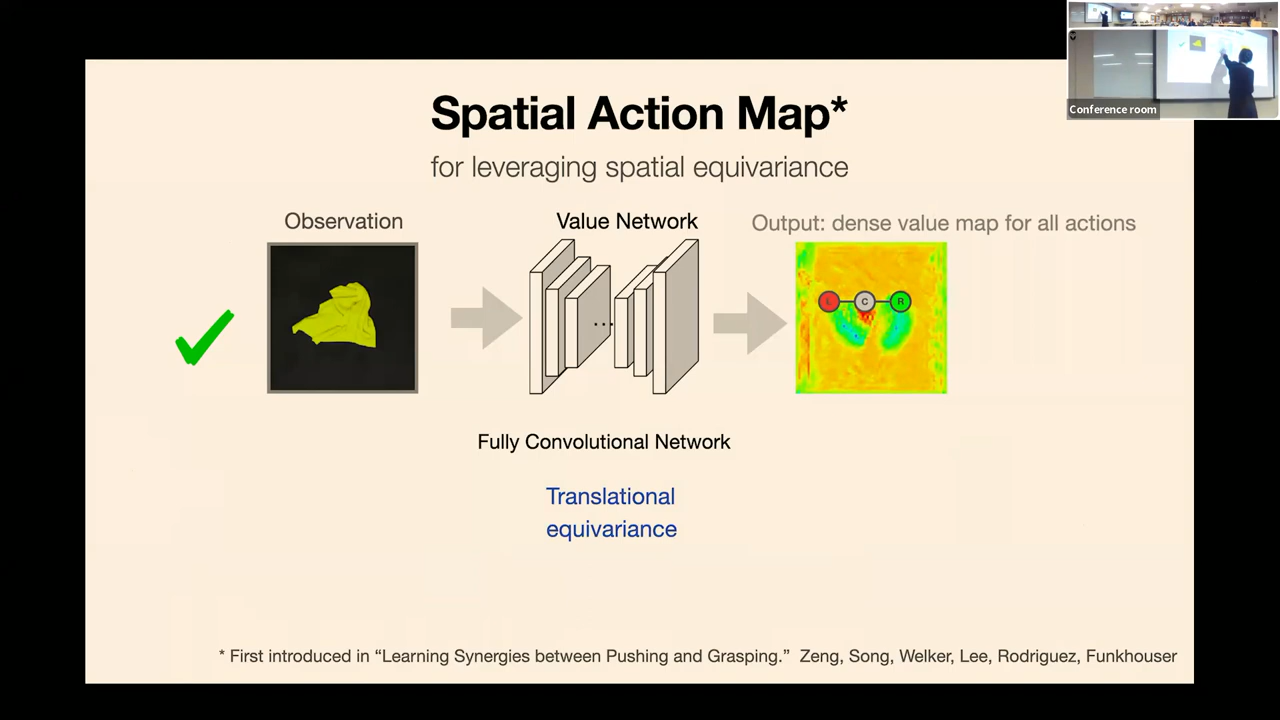 Conference room
Spatial Action Map*
for leveraging spatial equivariance
Observation
Value Network
Output: dense value map for all actions
L
C
R
...
Fully Convolutional Network
Translational
equivariance
* First introduced in “Learning Synergies between Pushing and Grasping.” Zeng, Song, Welker, Lee, Rodriguez, Funkhouser